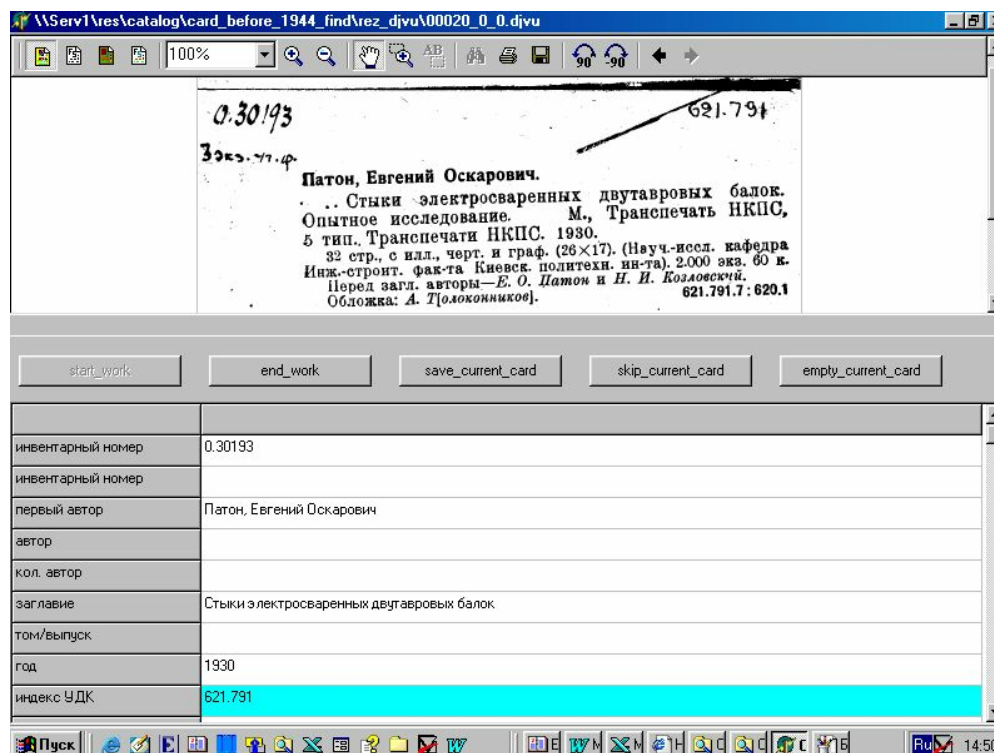 \\Serv1\res\catalog\card_before_1944_find\rez_djvu\00020_0_0.djvu
100%
AB
90 -90
0.30193 621.791
3 экз. ч.ф.
Патон, Евгений Оскарович.
. .. Стыки электросваренных двутавровых балок.
Опытное исследование. М., Транспечать НКПС,
5 тип. Транспечати НКПС. 1930.
32 стр., с илл., черт. и граф. (26×17). (Науч.-иссл. кафедра
Инж.-строит. фак-та Киевск. политехн. ин-та). 2.000 экз. 60 к.
Перед загл. авторы—Е. О. Патон и Н. И. Козловский.
Обложка: А. Т[олоконников]. 621.791.7 : 620.1
start_work end_work save_current_card skip_current_card empty_current_card
инвентарный номер 0.30193
инвентарный номер
первый автор Патон, Евгений Оскарович
автор
кол. автор
заглавие Стыки электросваренных двутавровых балок
том/выпуск
год 1930
индекс УДК 621.791
Пуск Ru 14:50